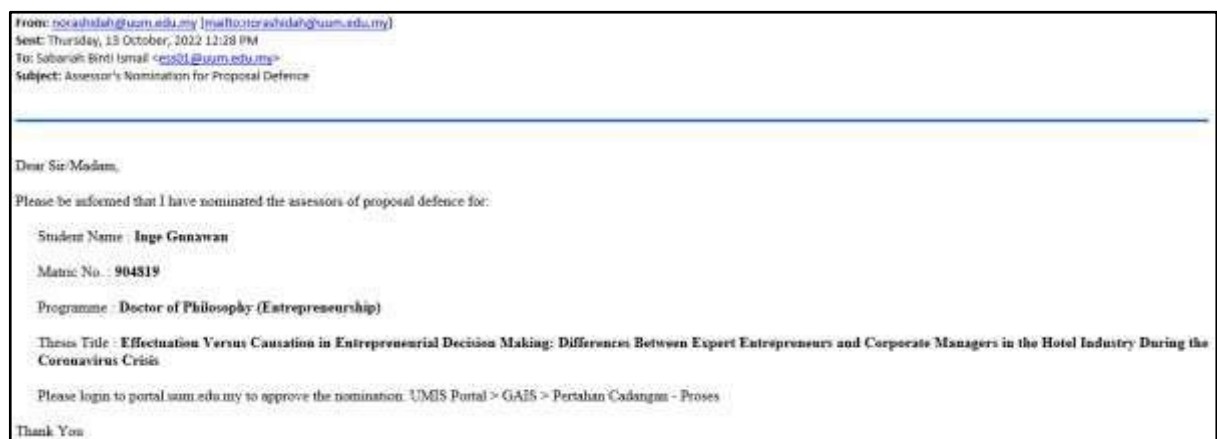 From: norashidah@uum.edu.my [mailto:norashidah@uum.edu.my]
Sent: Thursday, 13 October, 2022 12:28 PM
To: Sabariah Binti Ismail <ess01@uum.edu.my>
Subject: Assessor's Nomination for Proposal Defence
Dear Sir/Madam,
Please be informed that I have nominated the assessors of proposal defence for:
Student Name : Inge Gunawan
Matric No. : 904819
Programme : Doctor of Philosophy (Entrepreneurship)
Thesis Title : Effectuation Versus Causation in Entrepreneurial Decision Making: Differences Between Expert Entrepreneurs and Corporate Managers in the Hotel Industry During the
Coronavirus Crisis
Please login to portal.uum.edu.my to approve the nomination. UMIS Portal > GAIS > Pertahan Cadangan - Proses
Thank You